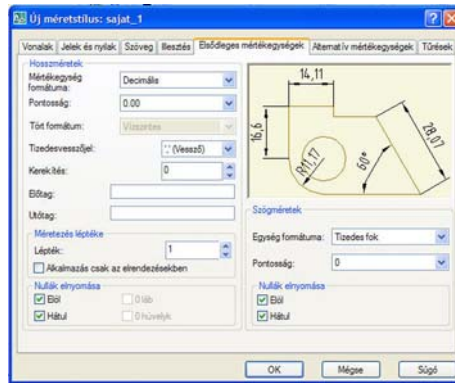 Új méretstílus: sajat_1
Vonalak Jelek és nyilak Szöveg Illesztés Elsődleges mértékegységek Alternatív mértékegységek Tűrések
Hosszméretek
Mértékegység formátuma: Decimális
Pontosság: 0.00
Tört formátum: Vízszintes
Tizedesvesszőjel: ',' (Vessző)
Kerekítés: 0
Előtag:
Utótag:
Méretezés léptéke
Lépték: 1
Alkalmazás csak az elrendezésekben
Nullák elnyomása
Elöl 0 láb
Hátul 0 hüvelyk
14,11
16,6
28,07
R11,17
60°
Szögméretek
Egység formátuma: Tizedes fok
Pontosság: 0
Nullák elnyomása
Elöl
Hátul
OK Mégse Súgó